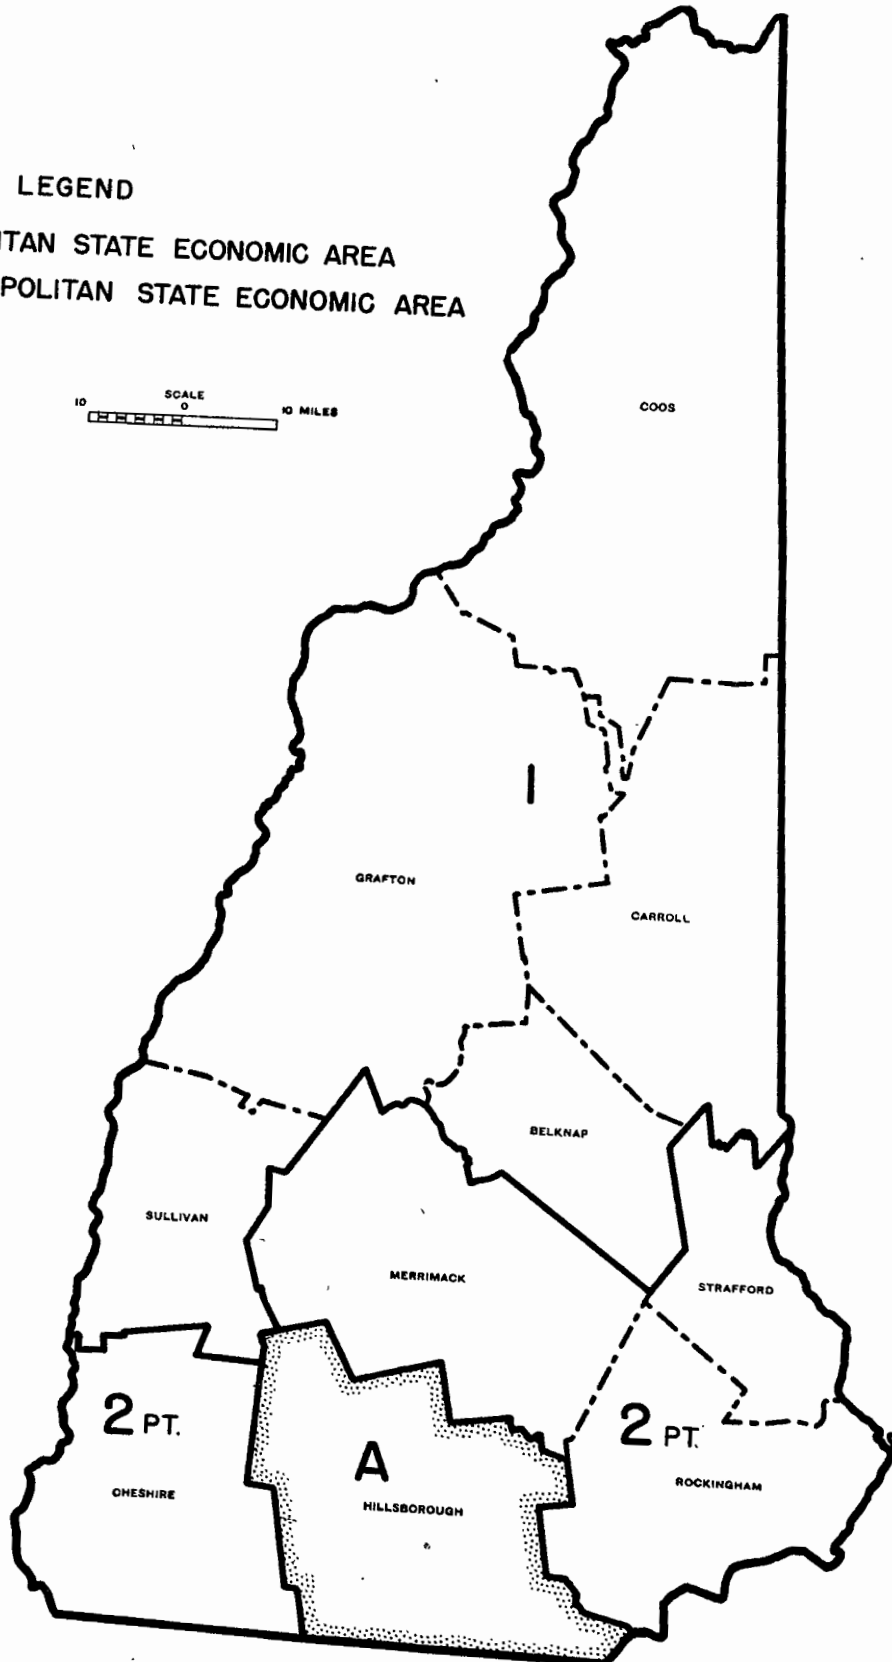 LEGEND
ITAN STATE ECONOMIC AREA
POLITAN STATE ECONOMIC AREA
SCALE
10 0 10 MILES
COOS
1
GRAFTON
CARROLL
BELKNAP
SULLIVAN
MERRIMACK
STRAFFORD
2 PT.
2 PT.
A
CHESHIRE
HILLSBOROUGH
ROCKINGHAM